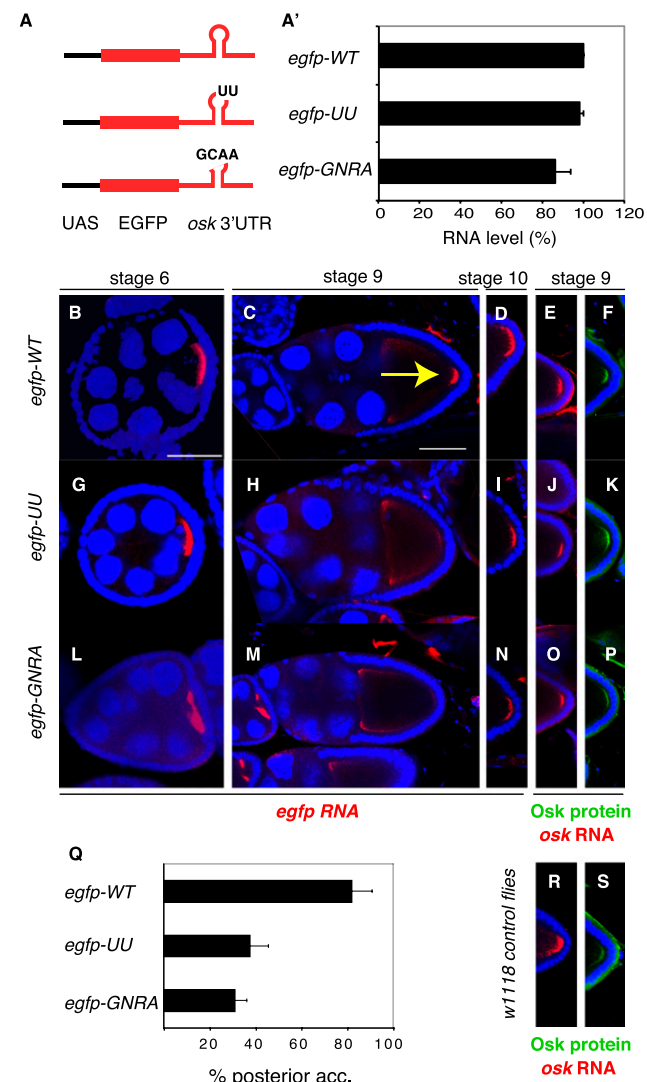 A
UU
GCAA
UAS EGFP osk 3'UTR
A'
egfp-WT
egfp-UU
egfp-GNRA
0 20 40 60 80 100 120
RNA level (%)
stage 6 stage 9 stage 10 stage 9
egfp-WT
B C D E F
egfp-UU
G H I J K
egfp-GNRA
L M N O P
egfp RNA
Osk protein
osk RNA
Q
egfp-WT
egfp-UU
egfp-GNRA
20 40 60 80 100
% posterior acc.
w1118 control flies
R S
Osk protein
osk RNA